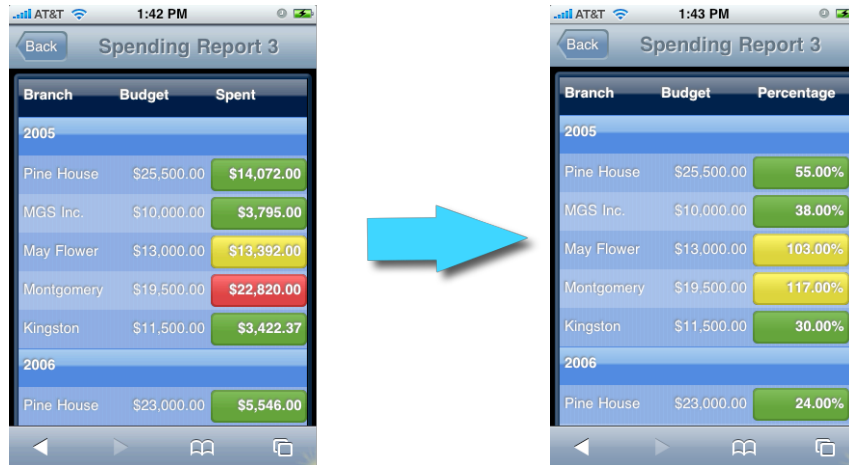 AT&T 1:42 PM
Back Spending Report 3
Branch Budget Spent
2005
Pine House $25,500.00 $14,072.00
MGS Inc. $10,000.00 $3,795.00
May Flower $13,000.00 $13,392.00
Montgomery $19,500.00 $22,820.00
Kingston $11,500.00 $3,422.37
2006
Pine House $23,000.00 $5,546.00
AT&T 1:43 PM
Back Spending Report 3
Branch Budget Percentage
2005
Pine House $25,500.00 55.00%
MGS Inc. $10,000.00 38.00%
May Flower $13,000.00 103.00%
Montgomery $19,500.00 117.00%
Kingston $11,500.00 30.00%
2006
Pine House $23,000.00 24.00%